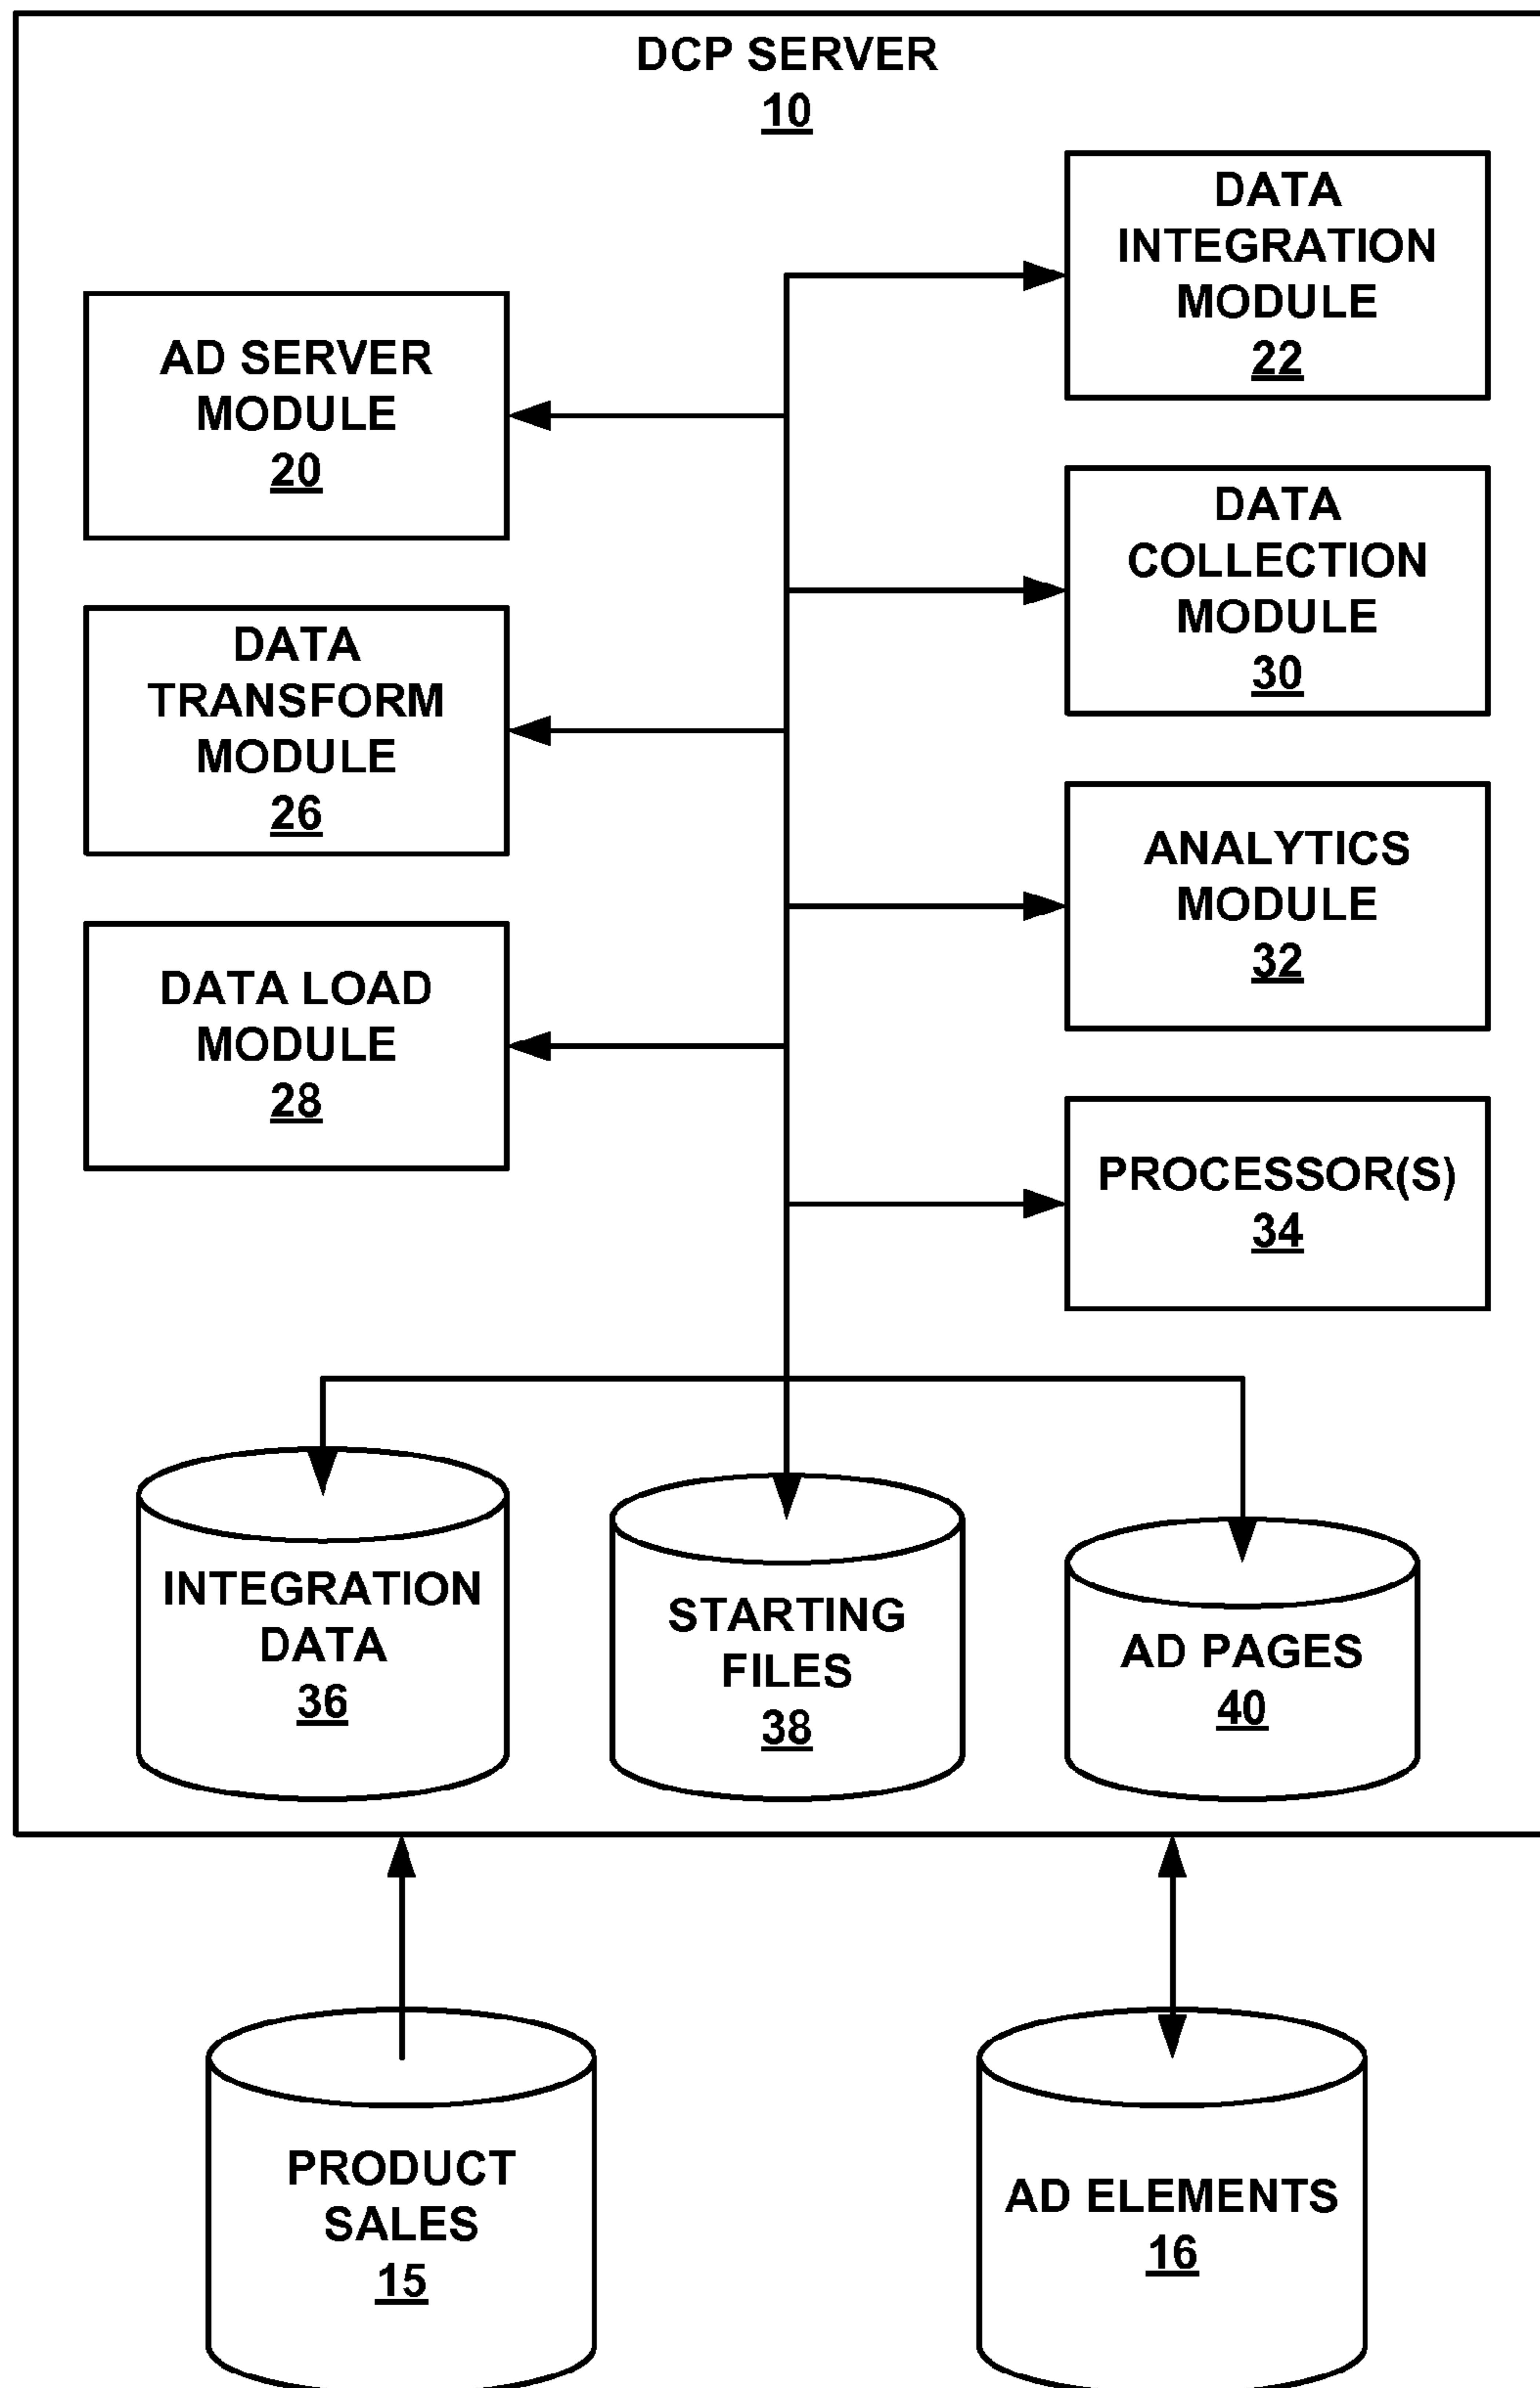 DCP SERVER
10
DATA
INTEGRATION
MODULE
22
AD SERVER
MODULE
20
DATA
COLLECTION
MODULE
30
DATA
TRANSFORM
MODULE
26
ANALYTICS
MODULE
32
DATA LOAD
MODULE
28
PROCESSOR(S)
34
INTEGRATION
DATA
36
STARTING
FILES
38
AD PAGES
40
PRODUCT
SALES
15
AD ELEMENTS
16